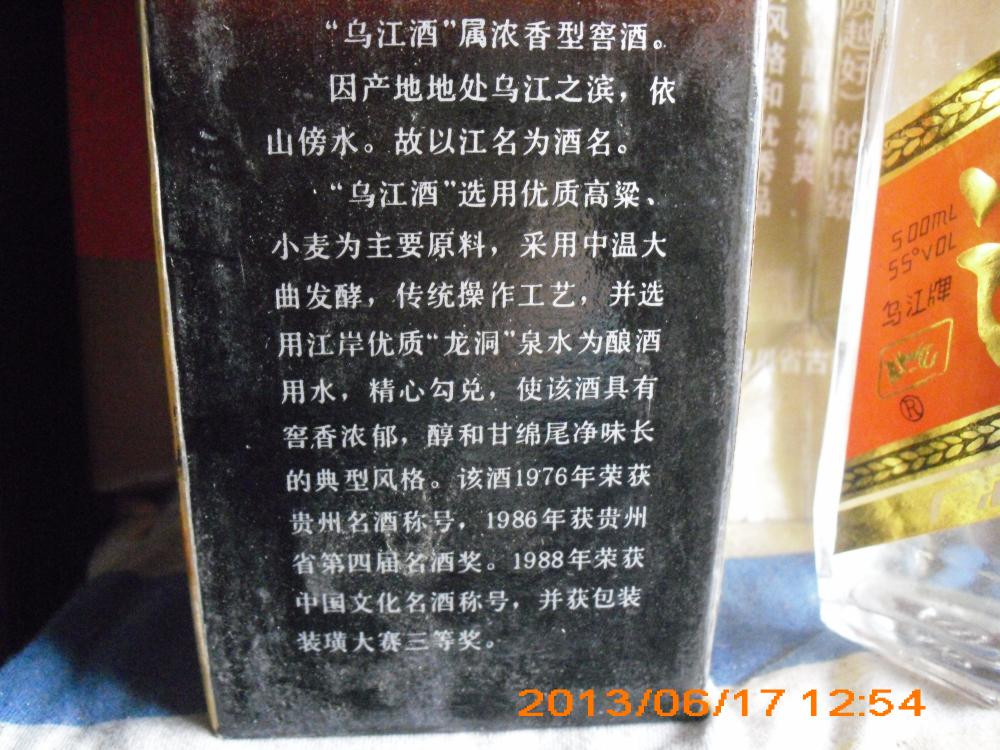 “乌江酒”属浓香型窖酒。
因产地地处乌江之滨，依
山傍水。故以江名为酒名。
“乌江酒”选用优质高粱、
小麦为主要原料，采用中温大
曲发酵，传统操作工艺，并选
用江岸优质“龙洞”泉水为酿酒
用水，精心勾兑，使该酒具有
窖香浓郁，醇和甘绵尾净味长
的典型风格。该酒1976年荣获
贵州名酒称号，1986年获贵州
省第四届名酒奖。1988年荣获
中国文化名酒称号，并获包装
装璜大赛三等奖。
500ML
55°VOL
乌江牌
®
2013/06/17 12:54